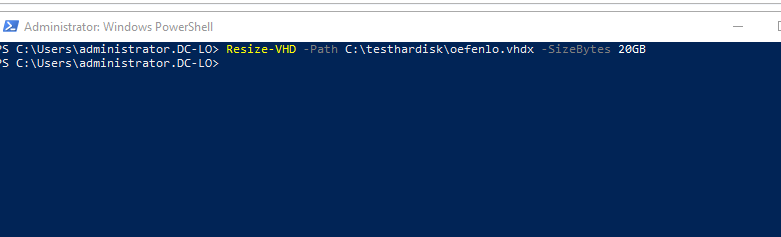 Administrator: Windows PowerShell
PS C:\Users\administrator.DC-LO> Resize-VHD -Path C:\testhardisk\oefenlo.vhdx -SizeBytes 20GB
PS C:\Users\administrator.DC-LO>